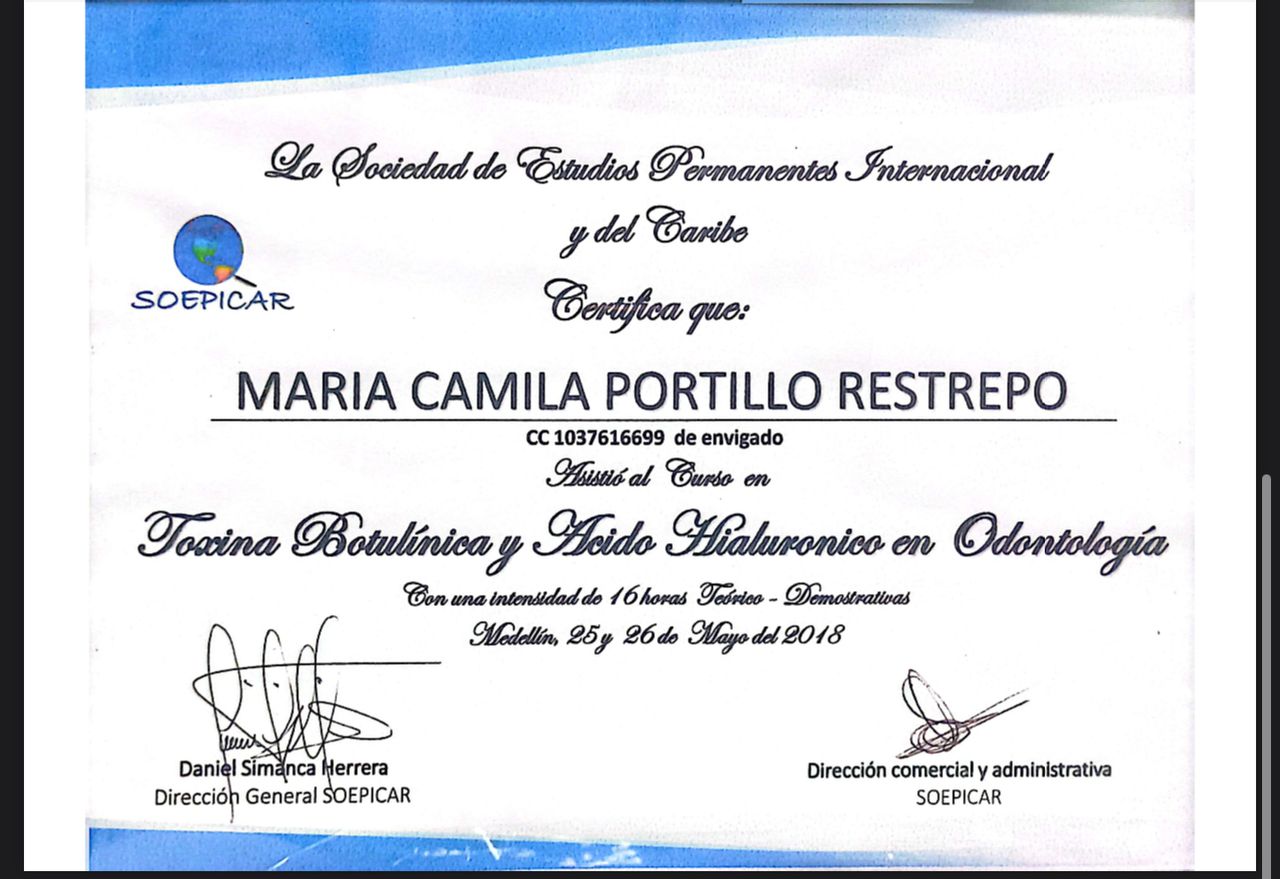 La Sociedad de Estudios Permanentes Internacional
y del Caribe
SOEPICAR
Certifica que:
MARIA CAMILA PORTILLO RESTREPO
CC 1037616699 de envigado
Asistió al Curso en
Toxina Botulínica y Acido Hialuronico en Odontología
Con una intensidad de 16 horas Teórico - Demostrativas
Medellín, 25 y 26 de Mayo del 2018
Daniel Simanca Herrera
Dirección General SOEPICAR
Dirección comercial y administrativa
SOEPICAR